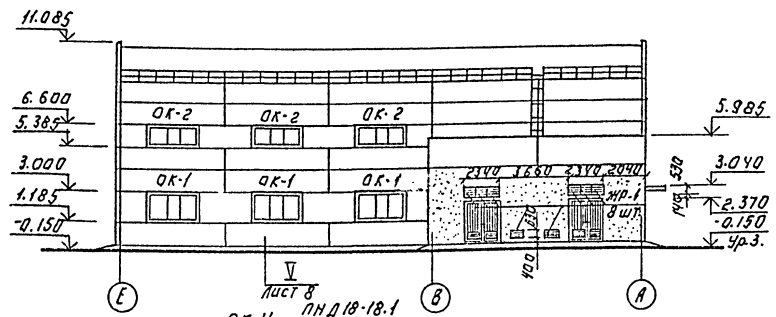 11.085
6.600
5.385
3.000
1.185
-0.150
ОК-2 ОК-2 ОК-2
ОК-1 ОК-1 ОК-1
2340 3660 2340 2040
ЖР.1
8 шт.
630
400
5.985
530
3.040
140
2.370
-0.150
Ур.З.
V
Лист 8
Е В А
ПНД 18-18.1